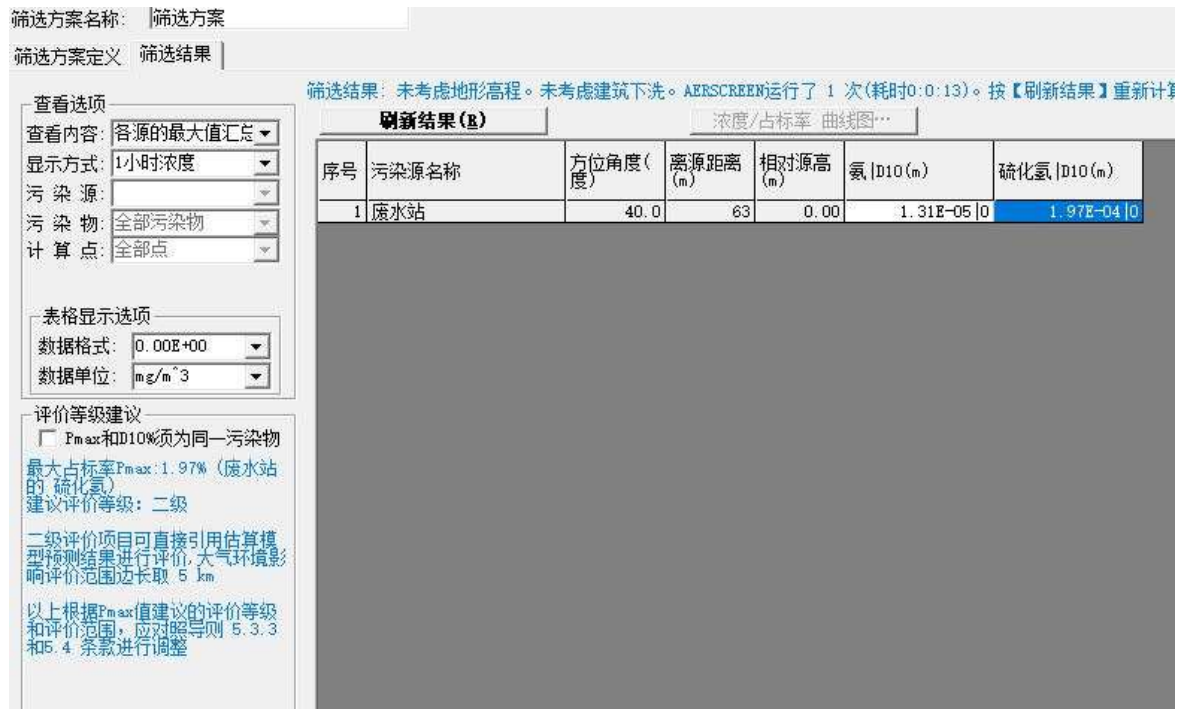 筛选方案名称: 筛选方案
筛选方案定义 筛选结果
筛选结果: 未考虑地形高程。未考虑建筑下洗。AERSCREEN运行了 1 次(耗时0:0:13)。按【刷新结果】重新计算
查看选项
查看内容: 各源的最大值汇总
显示方式: 1小时浓度
污 染 源:
污 染 物: 全部污染物
计 算 点: 全部点
刷新结果(R)
浓度/占标率 曲线图…
序号 污染源名称 方位角度(度) 离源距离(m) 相对源高(m) 氨|D10(m) 硫化氢|D10(m)
1 废水站 40.0 63 0.00 1.31E-05|0 1.97E-04|0
表格显示选项
数据格式: 0.00E+00
数据单位: mg/m^3
评价等级建议
Pmax和D10%须为同一污染物
最大占标率Pmax:1.97% (废水站
的 硫化氢)
建议评价等级: 二级
二级评价项目可直接引用估算模
型预测结果进行评价,大气环境影
响评价范围边长取 5 km
以上根据Pmax值建议的评价等级
和评价范围, 应对照导则 5.3.3
和5.4 条款进行调整